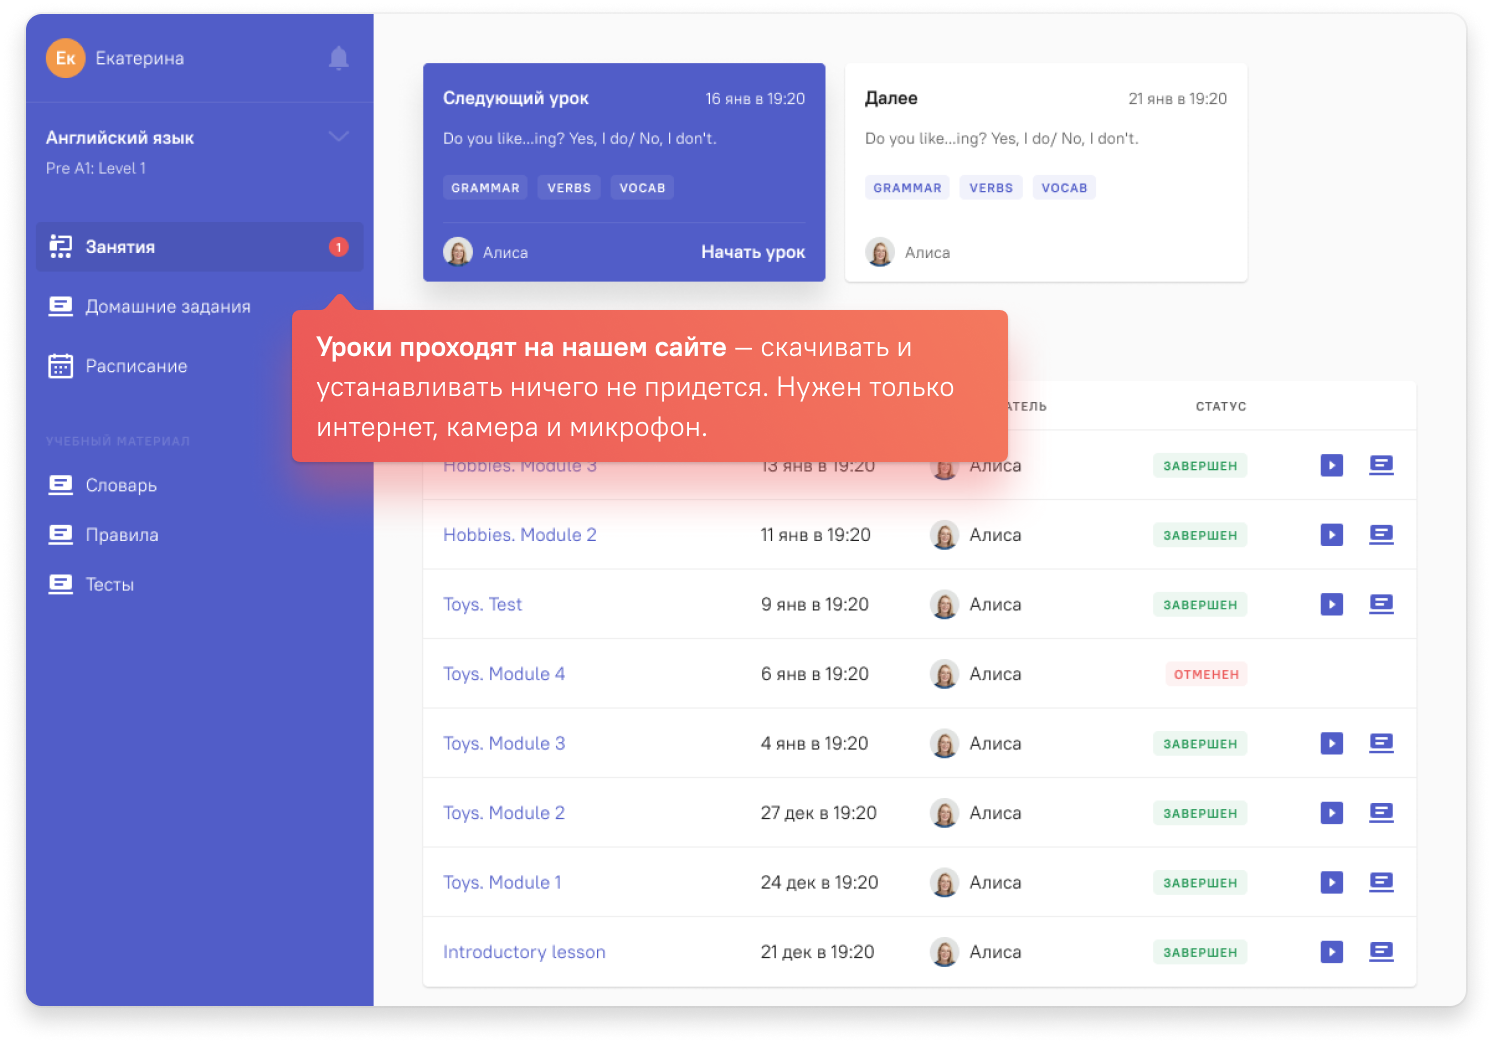 Ек Екатерина
Английский язык
Pre A1: Level 1
Занятия 1
Домашние задания
Расписание
УЧЕБНЫЙ МАТЕРИАЛ
Словарь
Правила
Тесты
Следующий урок 16 янв в 19:20
Do you like...ing? Yes, I do/ No, I don't.
GRAMMAR VERBS VOCAB
Алиса Начать урок
Далее 21 янв в 19:20
Do you like...ing? Yes, I do/ No, I don't.
GRAMMAR VERBS VOCAB
Алиса
Уроки проходят на нашем сайте — скачивать и
устанавливать ничего не придется. Нужен только
интернет, камера и микрофон.
АТЕЛЬ СТАТУС
Hobbies. Module 3 13 янв в 19:20 Алиса ЗАВЕРШЕН
Hobbies. Module 2 11 янв в 19:20 Алиса ЗАВЕРШЕН
Toys. Test 9 янв в 19:20 Алиса ЗАВЕРШЕН
Toys. Module 4 6 янв в 19:20 Алиса ОТМЕНЕН
Toys. Module 3 4 янв в 19:20 Алиса ЗАВЕРШЕН
Toys. Module 2 27 дек в 19:20 Алиса ЗАВЕРШЕН
Toys. Module 1 24 дек в 19:20 Алиса ЗАВЕРШЕН
Introductory lesson 21 дек в 19:20 Алиса ЗАВЕРШЕН